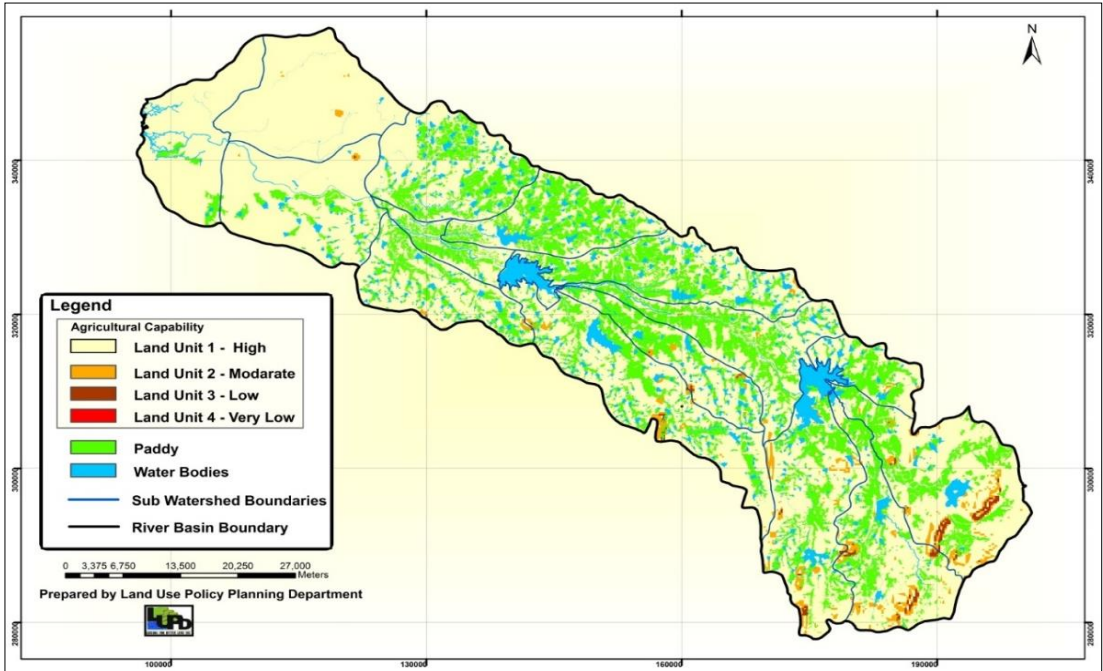 N
340000
340000
Legend
Agricultural Capability
Land Unit 1 - High
Land Unit 2 - Modarate
Land Unit 3 - Low
Land Unit 4 - Very Low
Paddy
Water Bodies
Sub Watershed Boundaries
River Basin Boundary
320000
320000
300000
300000
0 3,375 6,750 13,500 20,250 27,000
Meters
Prepared by Land Use Policy Planning Department
LUPPD
280000
280000
100000 130000 160000 190000